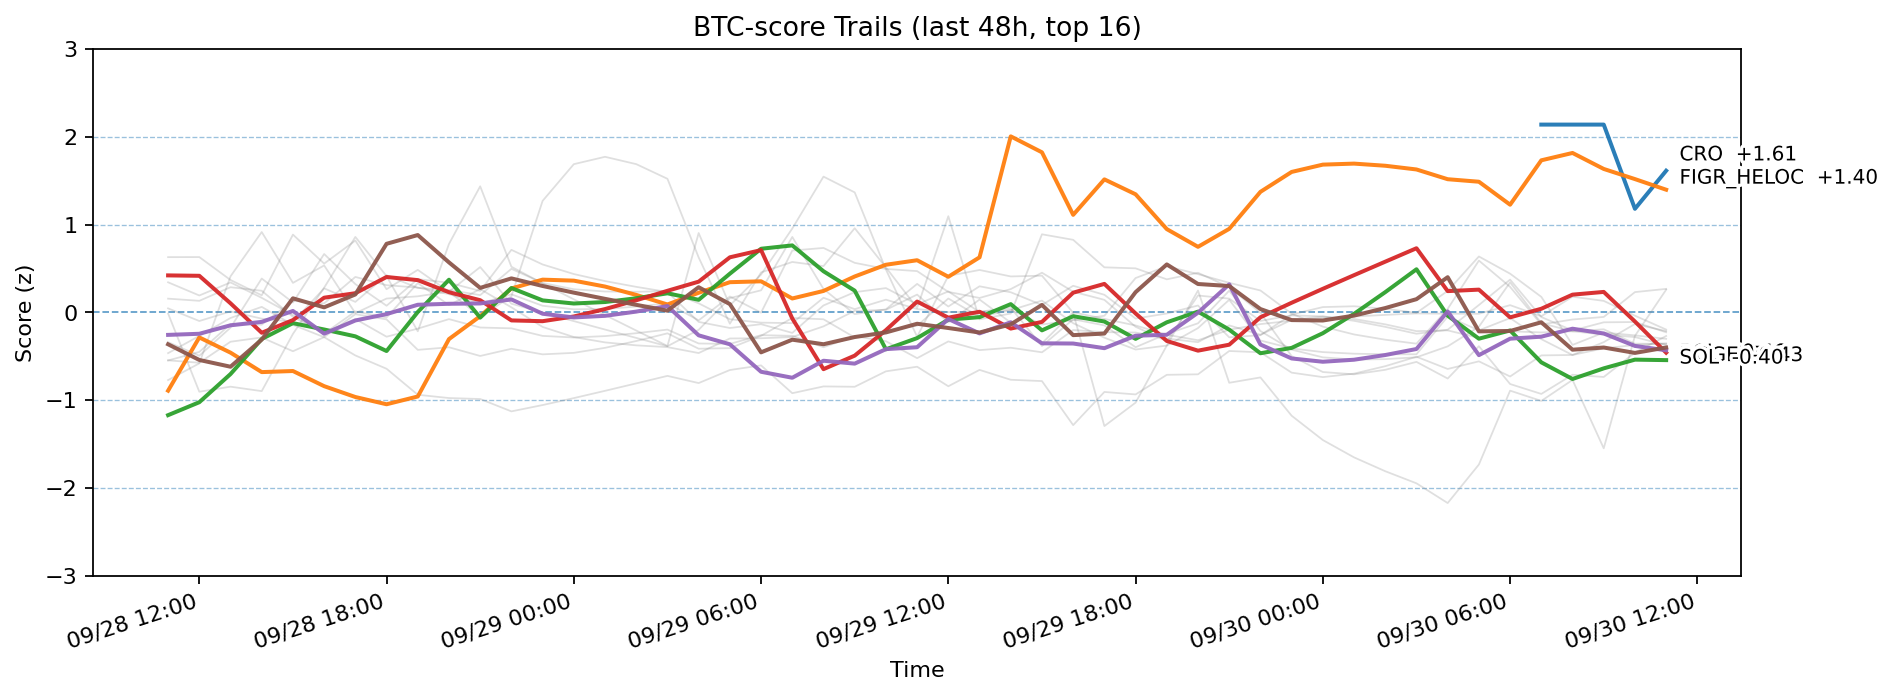 BTC-score Trails (last 48h, top 16)
3
2
1
0
−1
−2
−3
Score (z)
CRO +1.61
FIGR_HELOC +1.40
SOL
09/28 12:00
09/28 18:00
09/29 00:00
09/29 06:00
09/29 12:00
09/29 18:00
09/30 00:00
09/30 06:00
09/30 12:00
Time